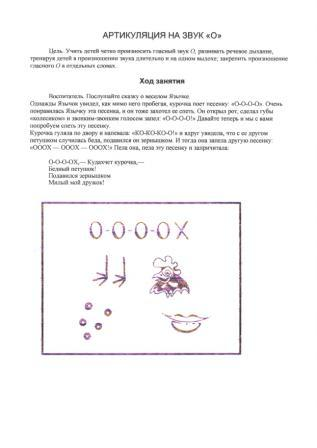 АРТИКУЛЯЦИЯ НА ЗВУК «О»
Цель. Учить детей четко произносить гласный звук О, развивать речевое дыхание,
тренируя детей в произношении звука длительно и на одном выдохе; закрепить произношение
гласного О в отдельных словах.
Ход занятия
Воспитатель. Послушайте сказку о веселом Язычке.
Однажды Язычок увидел, как мимо него пробегая, курочка поет песенку: «О-О-О-О». Очень
понравилась Язычку эта песенка, и он тоже захотел ее спеть. Он открыл рот, сделал губы
«колесиком» и звонким-звонким голосом запел: «О-О-О-О!» Давайте теперь и мы с вами
попробуем спеть эту песенку.
Курочка гуляла по двору и напевала: «КО-КО-КО-О!» и вдруг увидела, что с ее другом
петушком случилась беда, подавился он зернышком. И тогда она запела другую песенку:
«ОООХ — ОООХ — ОООХ!» Пела она, пела эту песенку и запричитала:
О-О-О-ОХ,— Кудахчет курочка,—
Бедный петушок!
Подавился зернышком
Милый мой дружок!
О-О-О-ОХ